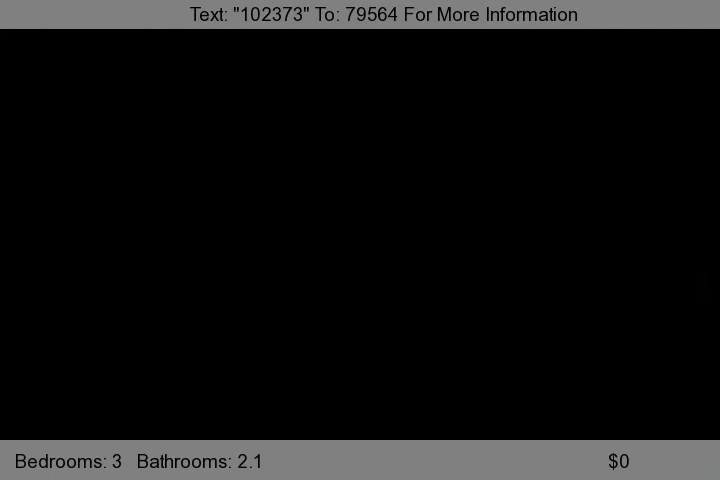 Text: "102373" To: 79564 For More Information
Bedrooms: 3 Bathrooms: 2.1 $0